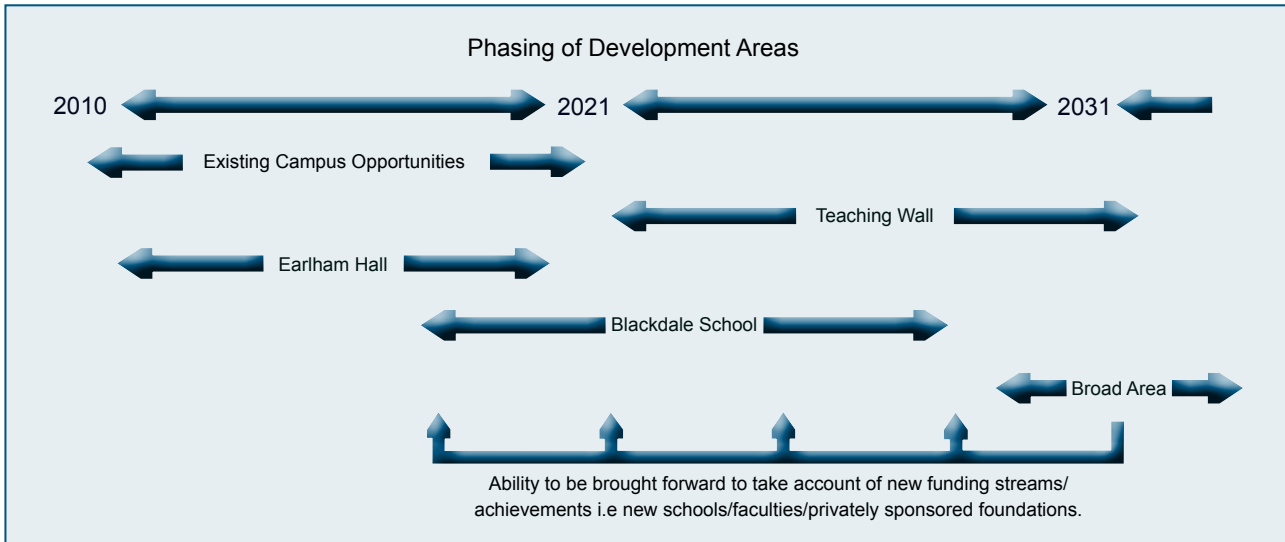 Phasing of Development Areas
2010 2021 2031
Existing Campus Opportunities
Teaching Wall
Earlham Hall
Blackdale School
Broad Area
Ability to be brought forward to take account of new funding streams/
achievements i.e new schools/faculties/privately sponsored foundations.